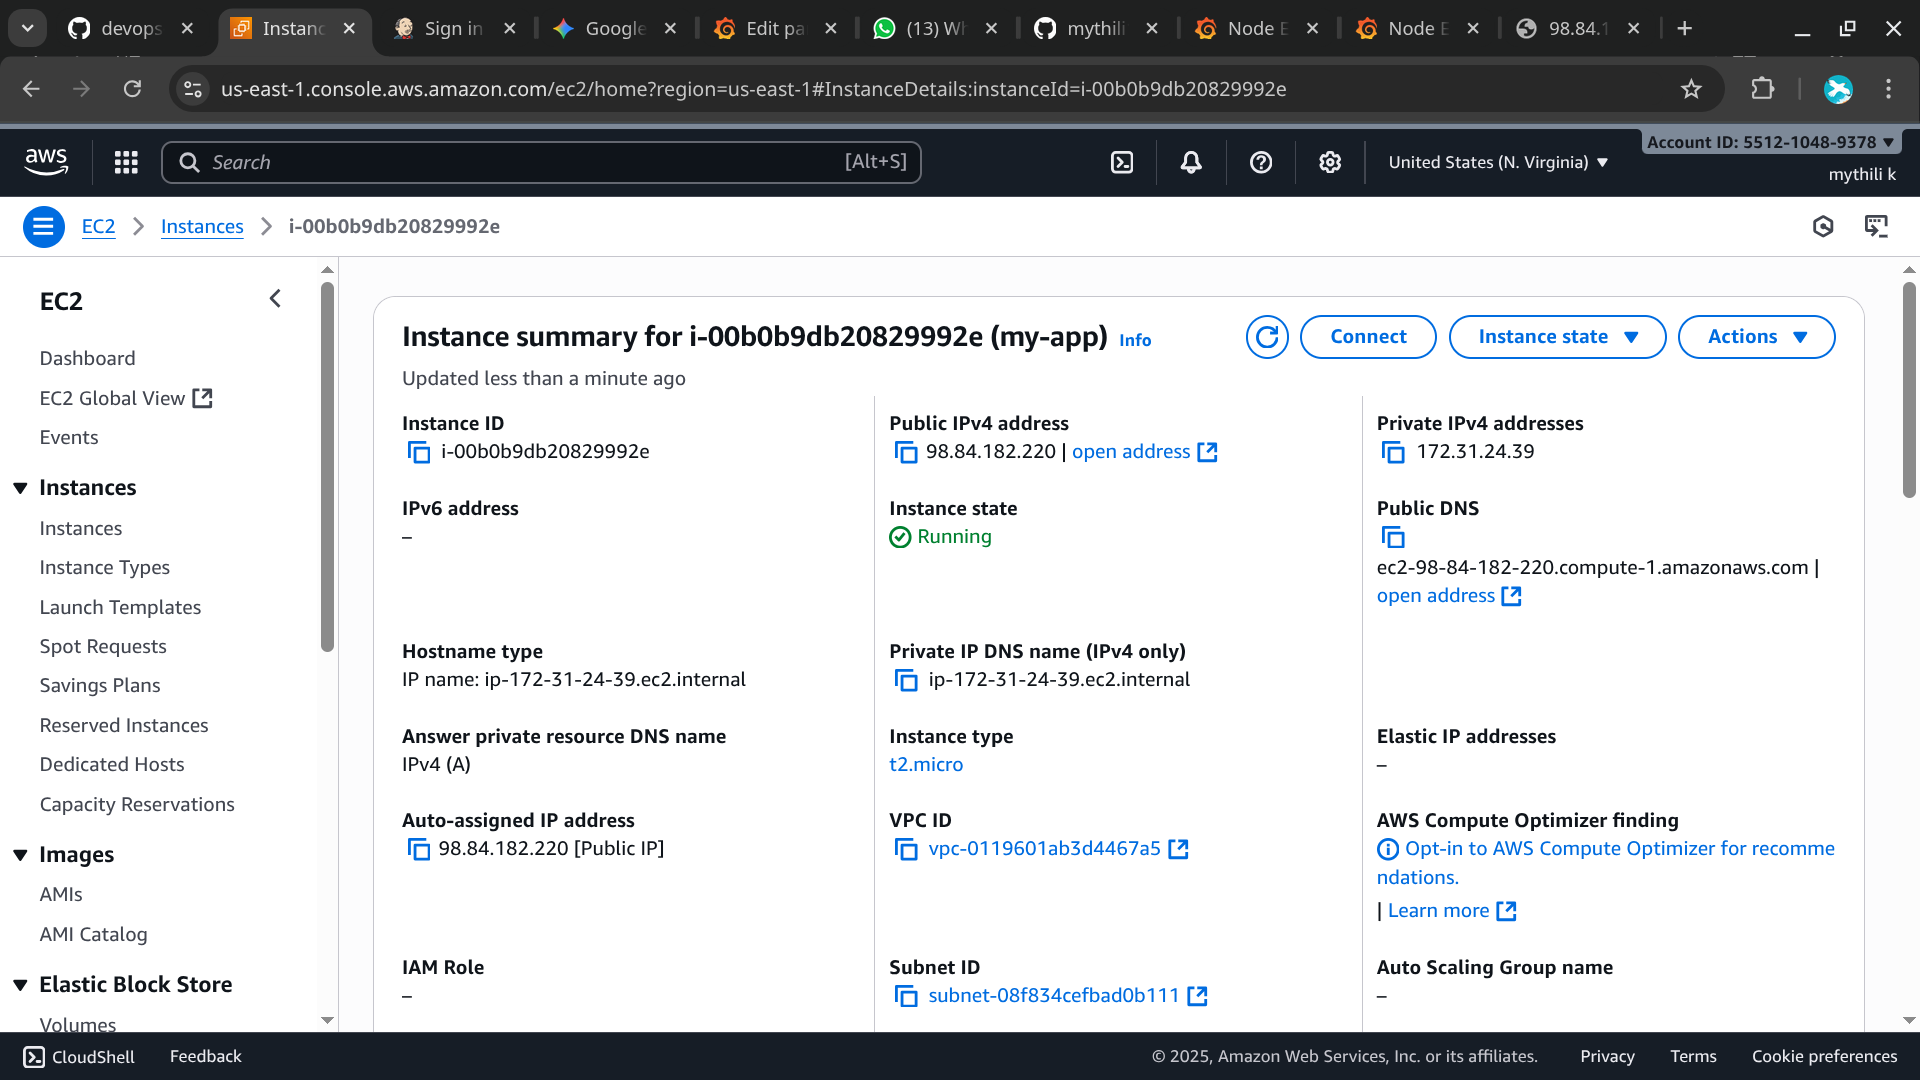 devops
Instanc
Sign in
Google
Edit pa
(13) Wh
mythili
Node E
Node E
98.84.1
us-east-1.console.aws.amazon.com/ec2/home?region=us-east-1#InstanceDetails:instanceId=i-00b0b9db20829992e
aws
Search
[Alt+S]
United States (N. Virginia)
Account ID: 5512-1048-9378
mythili k
EC2
Instances
i-00b0b9db20829992e
EC2
Dashboard
EC2 Global View
Events
Instances
Instances
Instance Types
Launch Templates
Spot Requests
Savings Plans
Reserved Instances
Dedicated Hosts
Capacity Reservations
Images
AMIs
AMI Catalog
Elastic Block Store
Volumes
Instance summary for i-00b0b9db20829992e (my-app) Info
Connect
Instance state
Actions
Updated less than a minute ago
Instance ID
i-00b0b9db20829992e
Public IPv4 address
98.84.182.220 | open address
Private IPv4 addresses
172.31.24.39
IPv6 address
–
Instance state
Running
Public DNS
ec2-98-84-182-220.compute-1.amazonaws.com |
open address
Hostname type
IP name: ip-172-31-24-39.ec2.internal
Private IP DNS name (IPv4 only)
ip-172-31-24-39.ec2.internal
Answer private resource DNS name
IPv4 (A)
Instance type
t2.micro
Elastic IP addresses
–
Auto-assigned IP address
98.84.182.220 [Public IP]
VPC ID
vpc-0119601ab3d4467a5
AWS Compute Optimizer finding
Opt-in to AWS Compute Optimizer for recomme
ndations.
| Learn more
IAM Role
–
Subnet ID
subnet-08f834cefbad0b111
Auto Scaling Group name
–
CloudShell
Feedback
© 2025, Amazon Web Services, Inc. or its affiliates.
Privacy
Terms
Cookie preferences